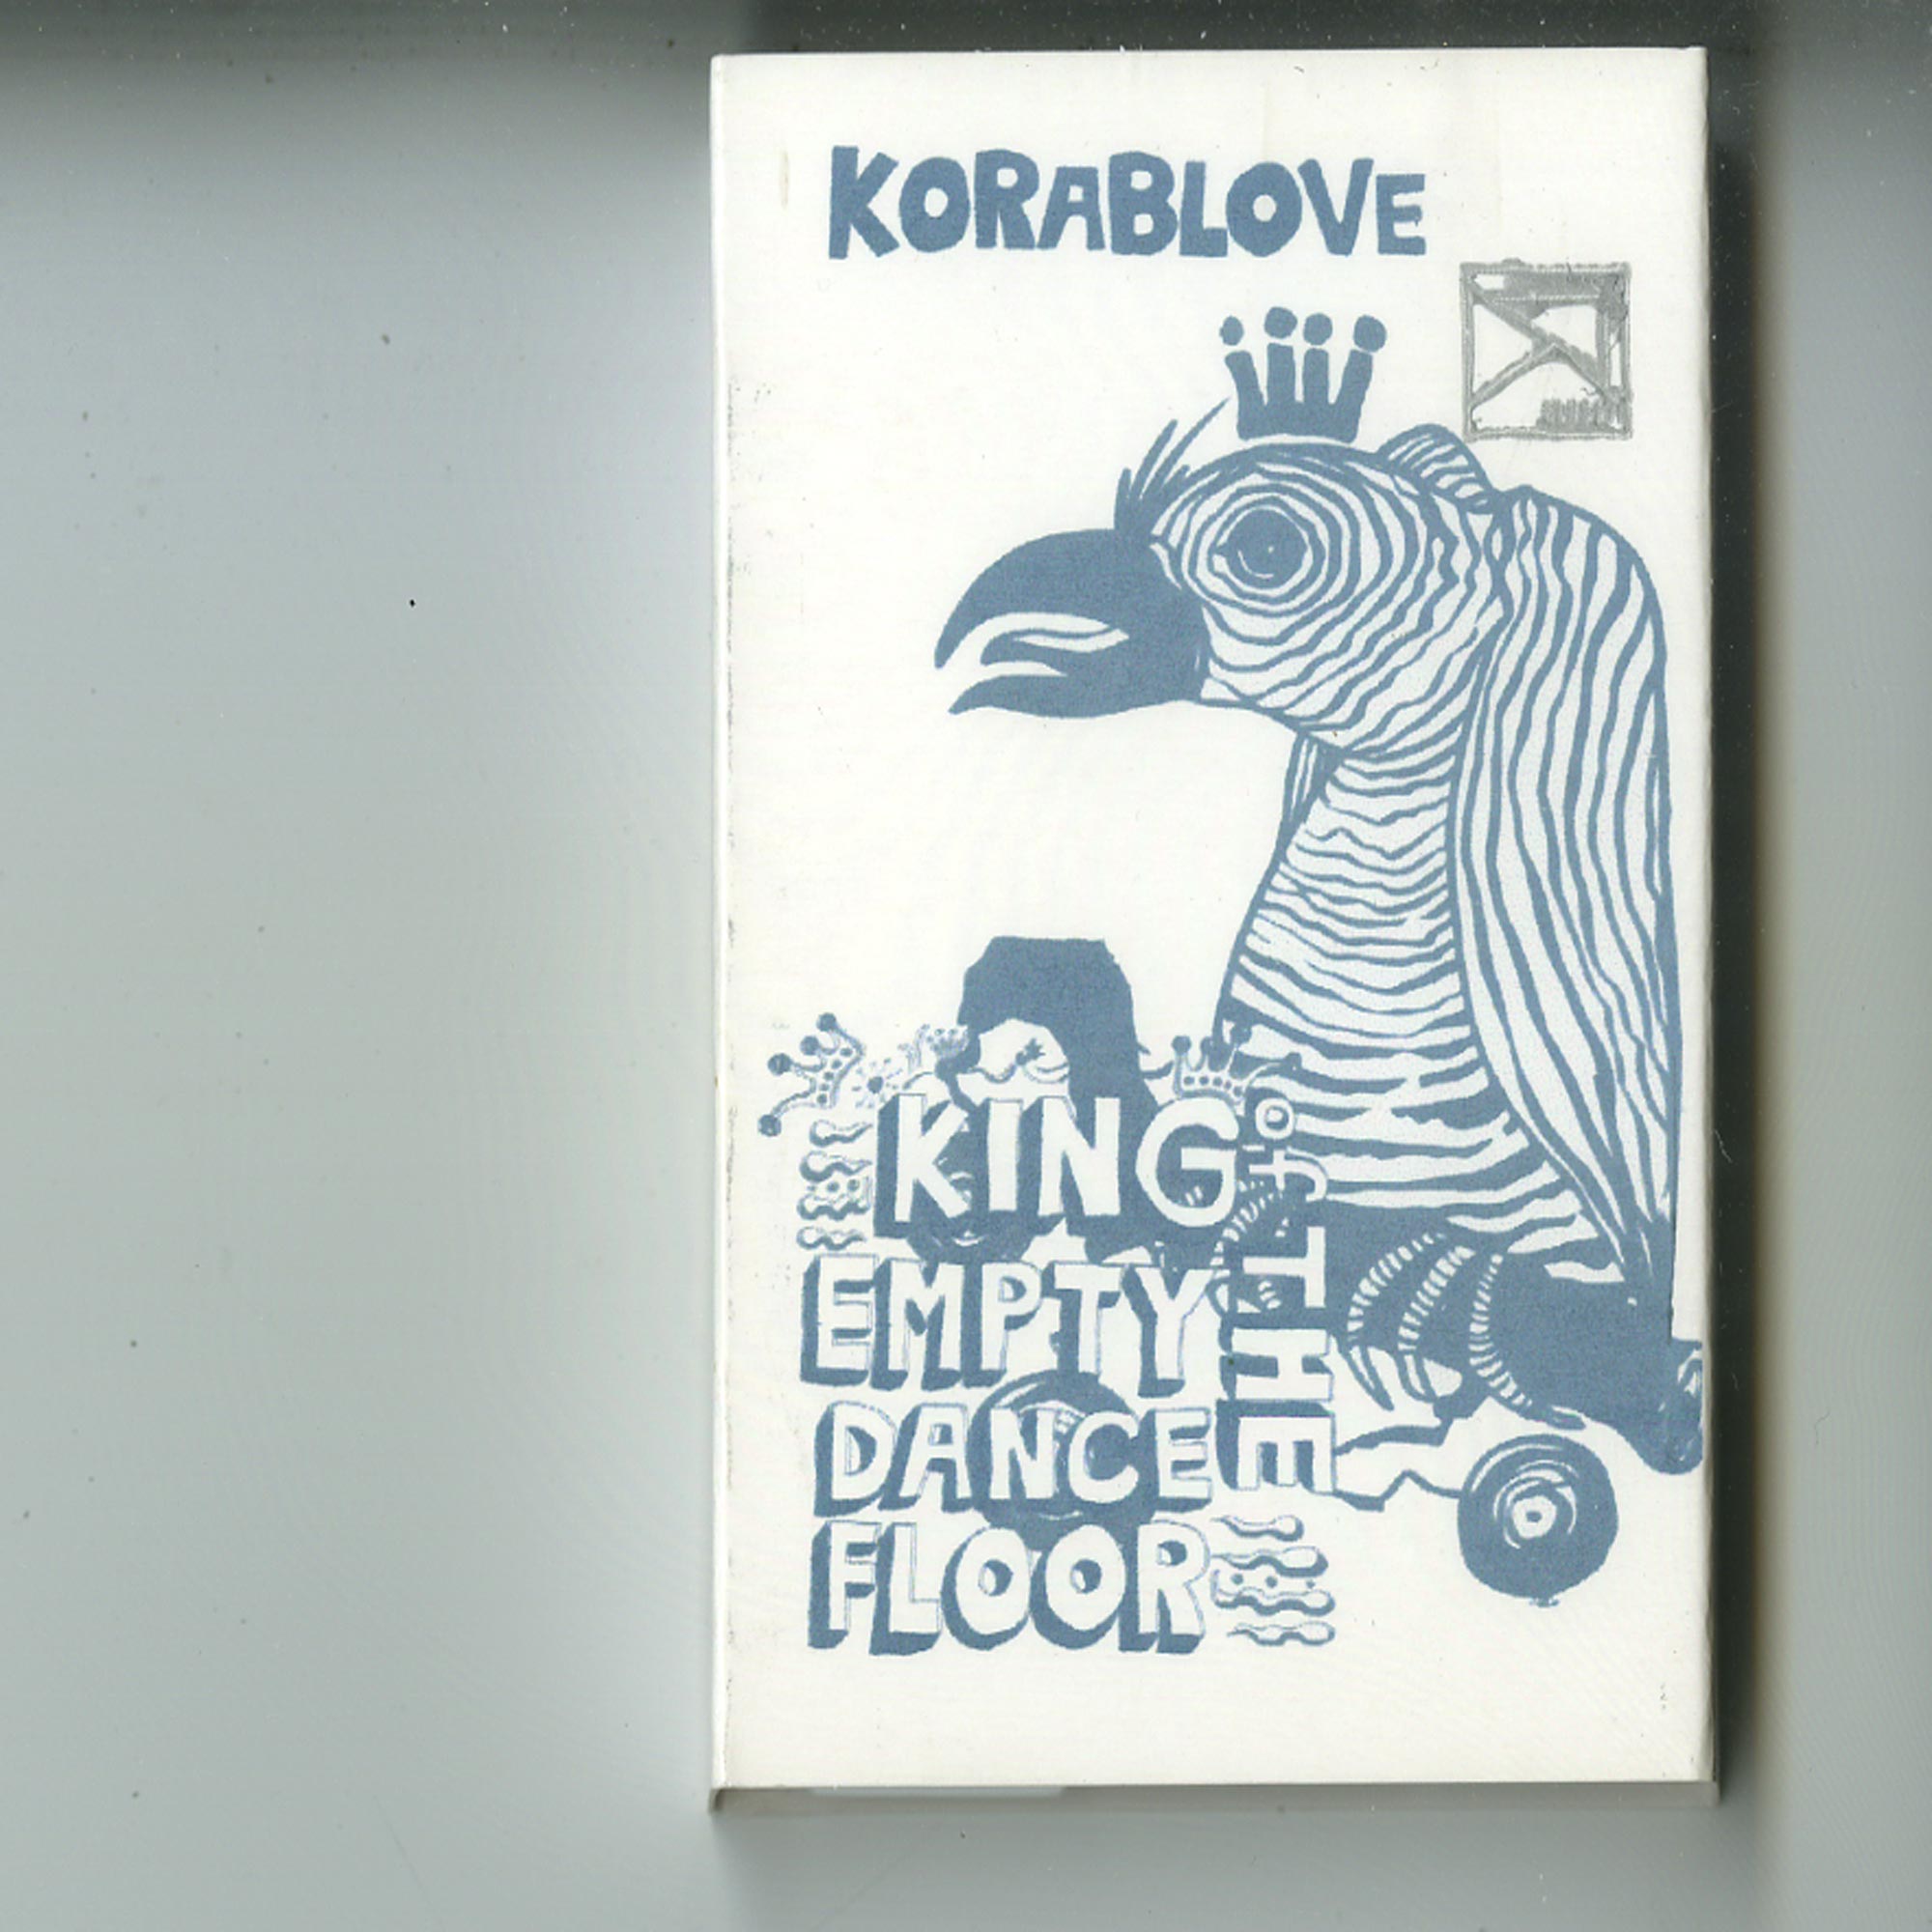 KORABLOVE
KING
of THE
EMPTY
DANCE
FLOOR